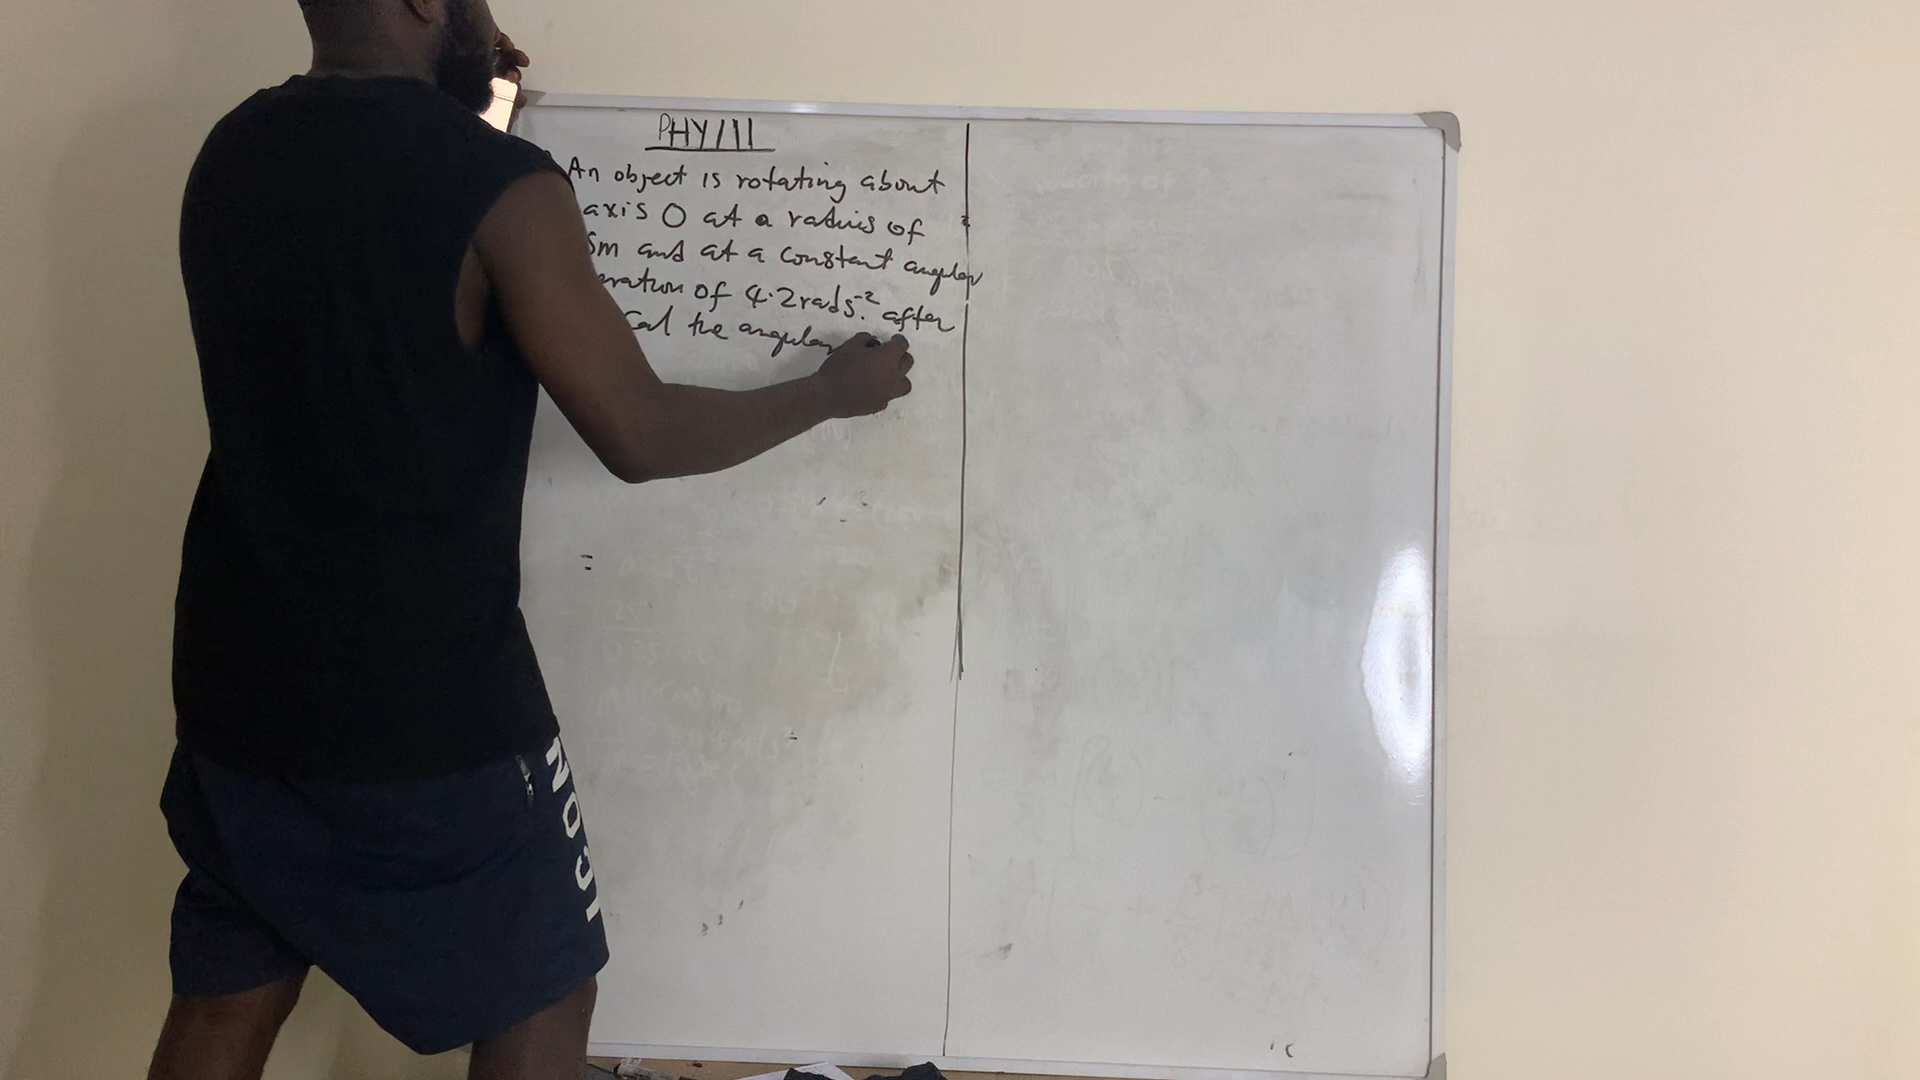 PHY111
An object is rotating about
axis O at a radius of
5m and at a constant angular
eration of 4.2rads⁻². after
Cal the angular